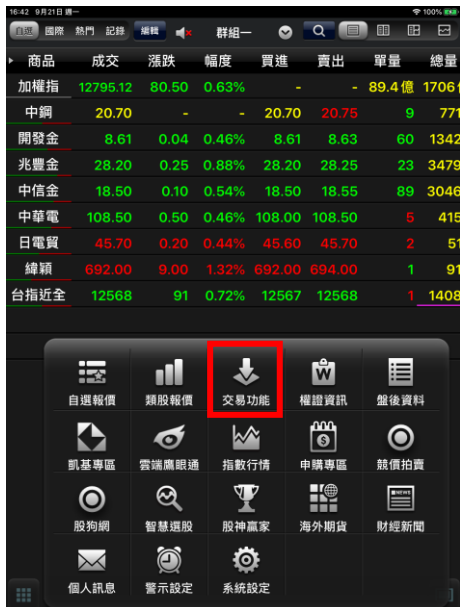 16:42 9月21日 週一 100%
自選 國際 熱門 記錄 編輯 群組一
商品 成交 漲跌 幅度 買進 賣出 單量 總量
加權指 12795.12 80.50 0.63% - - 89.4億 1706
中鋼 20.70 - - 20.70 20.75 9 771
開發金 8.61 0.04 0.46% 8.61 8.63 60 1342
兆豐金 28.20 0.25 0.88% 28.20 28.25 23 3479
中信金 18.50 0.10 0.54% 18.50 18.55 89 3046
中華電 108.50 0.50 0.46% 108.00 108.50 5 415
日電貿 45.70 0.20 0.44% 45.60 45.70 2 51
緯穎 692.00 9.00 1.32% 692.00 694.00 1 91
台指近全 12568 91 0.72% 12567 12568 1 1408
自選報價 類股報價 交易功能 權證資訊 盤後資料
凱基專區 雲端鷹眼通 指數行情 申購專區 競價拍賣
股狗網 智慧選股 股神贏家 海外期貨 財經新聞
個人訊息 警示設定 系統設定